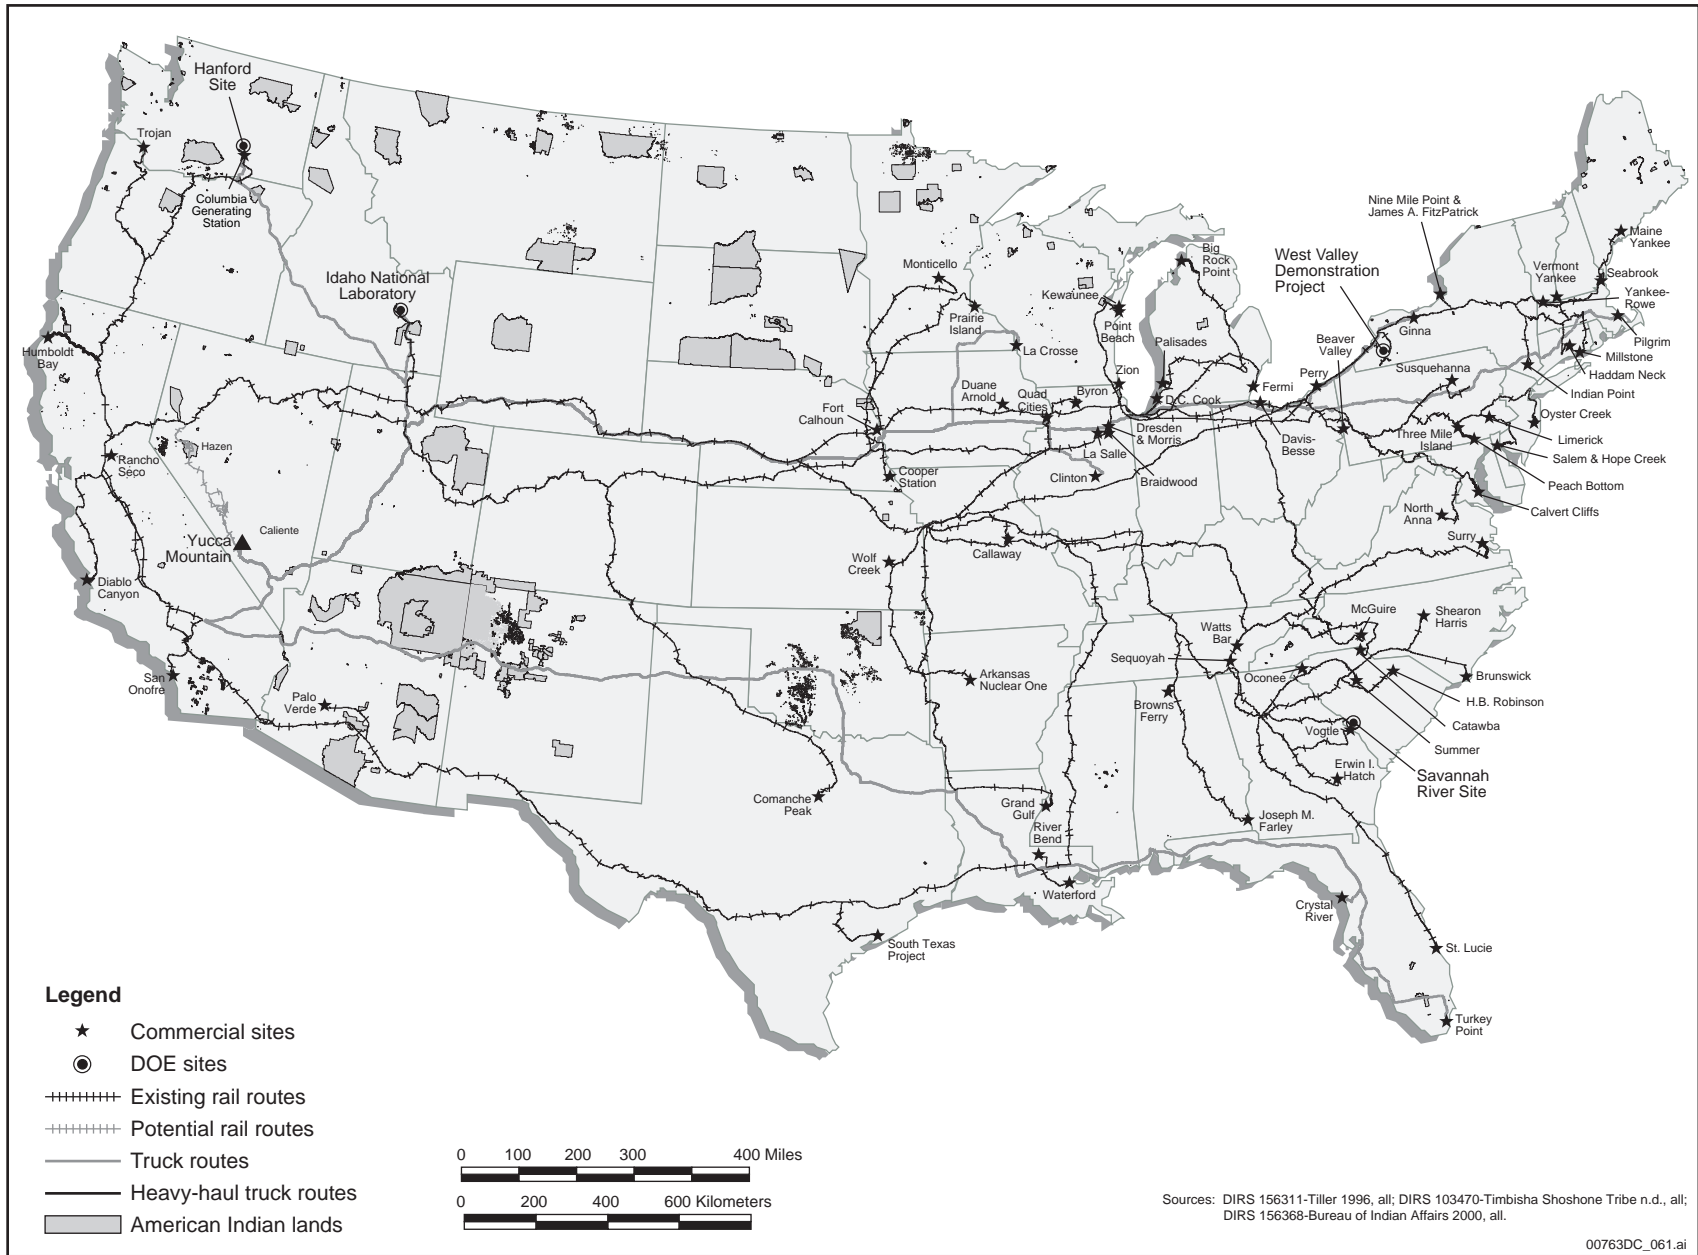 Hanford
Site
Trojan
Columbia
Generating
Station
Idaho National
Laboratory
Humboldt
Bay
Hazen
Rancho
Seco
Caliente
Yucca
Mountain
Diablo
Canyon
San
Onofre
Palo
Verde
Monticello
Prairie
Island
La Crosse
Kewaunee
Point
Beach
Big
Rock
Point
Palisades
Zion
Duane
Arnold
Quad
Cities
Byron
Fort
Calhoun
D.C. Cook
Fermi
Dresden
& Morris
La Salle
Clinton
Braidwood
Cooper
Station
Davis-
Besse
Perry
Beaver
Valley
Wolf
Creek
Callaway
Nine Mile Point &
James A. FitzPatrick
West Valley
Demonstration
Project
Ginna
Vermont
Yankee
Maine
Yankee
Seabrook
Yankee-
Rowe
Pilgrim
Millstone
Haddam Neck
Indian Point
Susquehanna
Oyster Creek
Limerick
Three Mile
Island
Salem & Hope Creek
Peach Bottom
Calvert Cliffs
North
Anna
Surry
McGuire
Shearon
Harris
Watts
Bar
Sequoyah
Oconee
Brunswick
H.B. Robinson
Catawba
Summer
Browns
Ferry
Vogtle
Savannah
River Site
Erwin I.
Hatch
Joseph M.
Farley
Arkansas
Nuclear One
Comanche
Peak
Grand
Gulf
River
Bend
Waterford
South Texas
Project
Crystal
River
St. Lucie
Turkey
Point
Legend
Commercial sites
DOE sites
Existing rail routes
Potential rail routes
Truck routes
Heavy-haul truck routes
American Indian lands
0 100 200 300 400 Miles
0 200 400 600 Kilometers
Sources: DIRS 156311-Tiller 1996, all; DIRS 103470-Timbisha Shoshone Tribe n.d., all;
DIRS 156368-Bureau of Indian Affairs 2000, all.
00763DC_061.ai